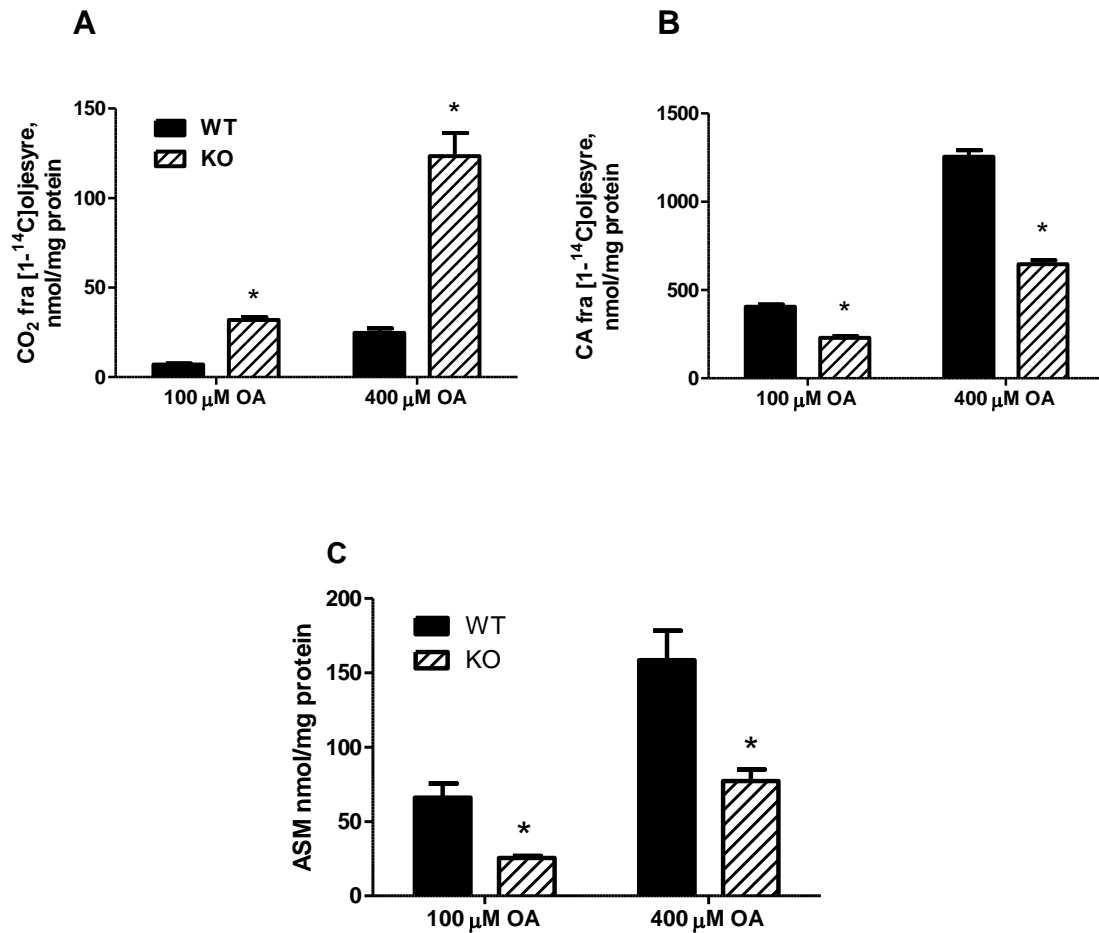 A
CO₂ fra [1-¹⁴C]oljesyre,
nmol/mg protein
150
100
50
0
WT
KO
*
*
100 µM OA
400 µM OA
B
CA fra [1-¹⁴C]oljesyre,
nmol/mg protein
1500
1000
500
0
*
*
100 µM OA
400 µM OA
C
ASM nmol/mg protein
200
150
100
50
0
WT
KO
*
*
100 µM OA
400 µM OA